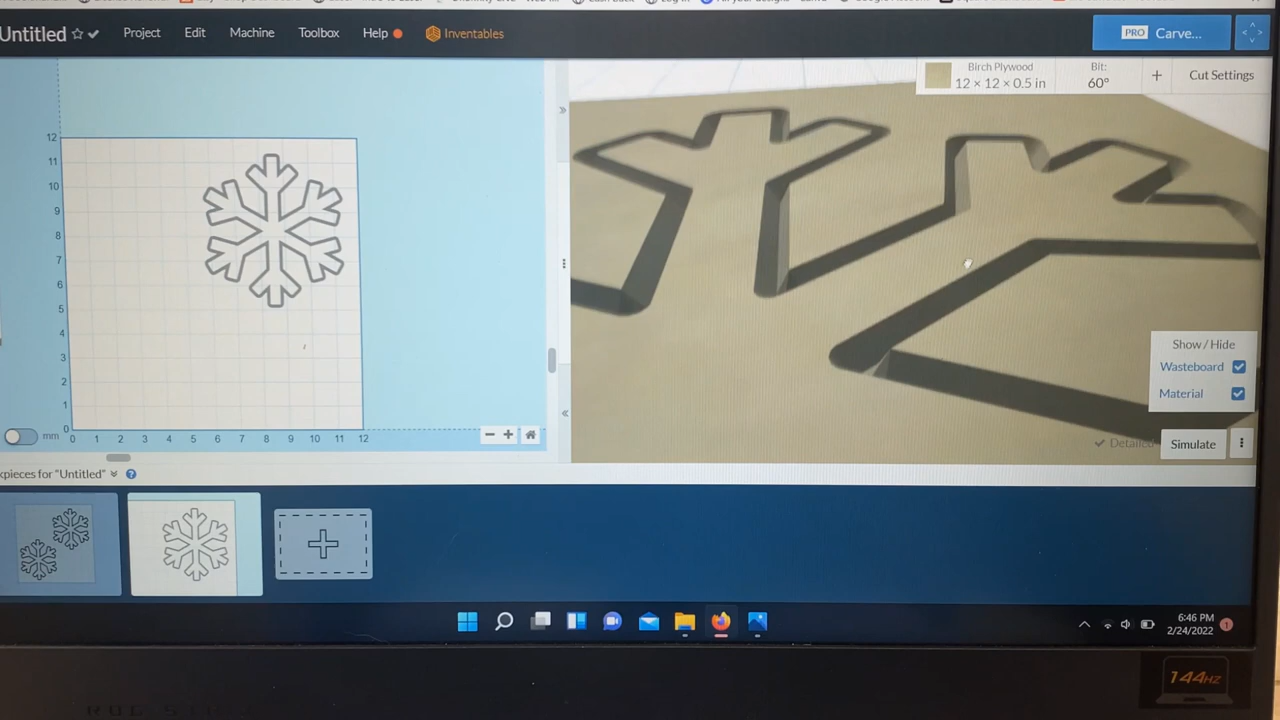 Untitled
Project
Edit
Machine
Toolbox
Help
Inventables
PRO
Carve...
Birch Plywood
12 × 12 × 0.5 in
Bit:
60°
+
Cut Settings
12
11
10
9
8
7
6
5
4
3
2
1
0
0 1 2 3 4 5 6 7 8 9 10 11 12
mm
Show / Hide
Wasteboard
Material
Detailed
Simulate
kpieces for "Untitled"
6:46 PM
2/24/2022
1
144HZ